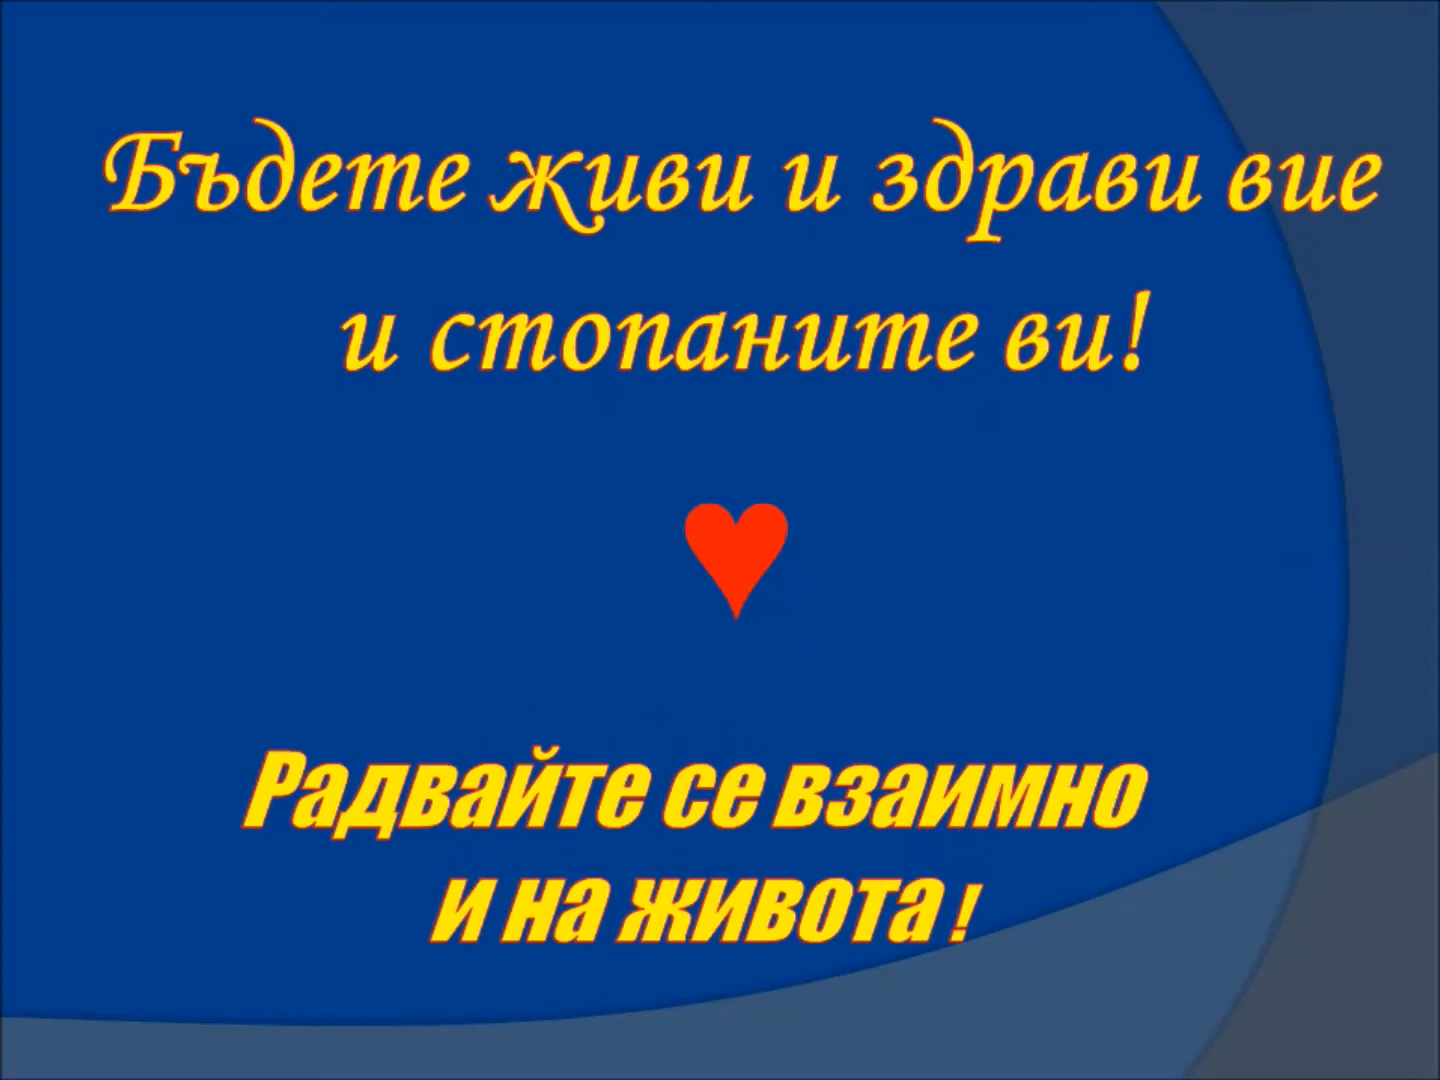 Бъдете живи и здрави вие
и стопаните ви!
♥
Радвайте се взаимно
и на живота !